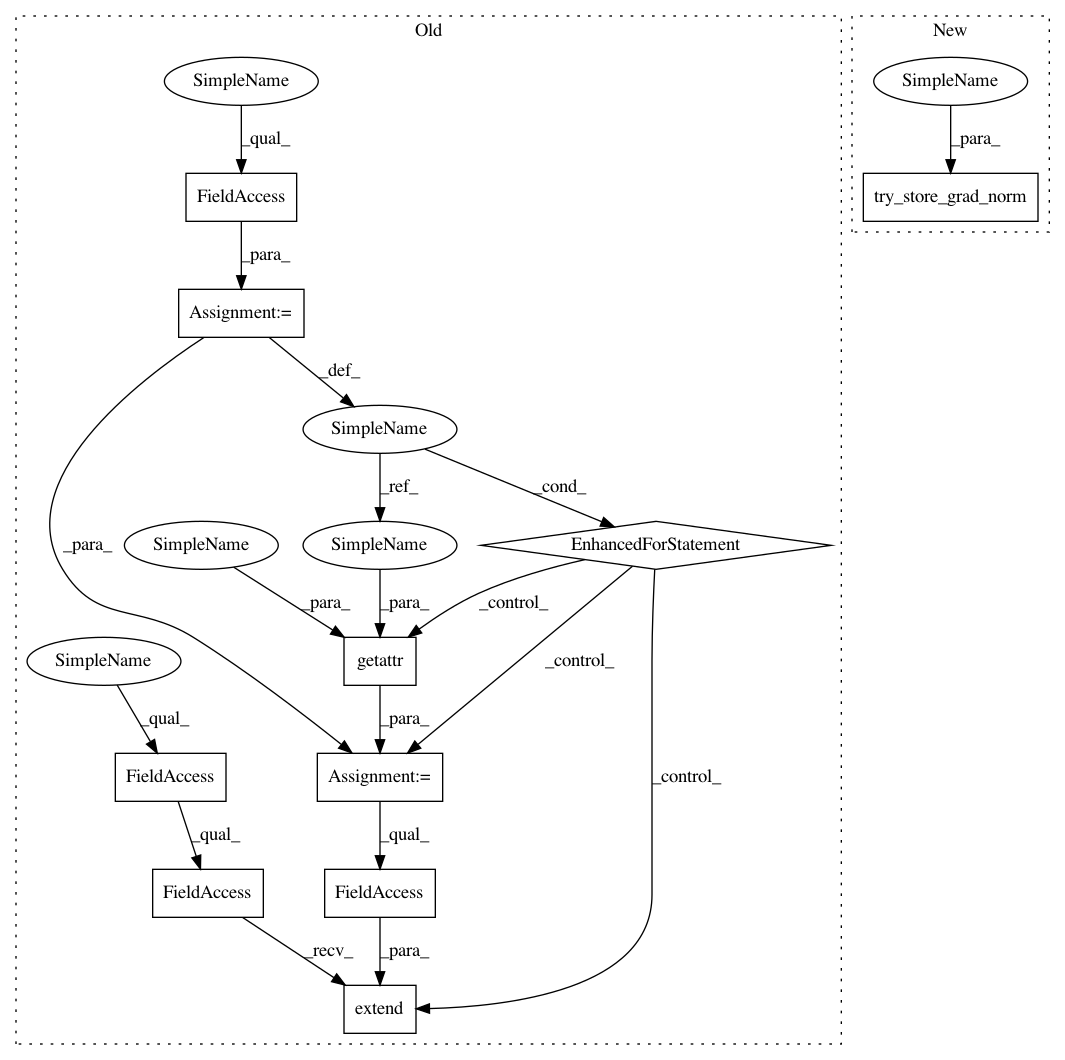 Old
New
SimpleName
SimpleName
_qual_
_para_
FieldAccess
try_store_grad_norm
_para_
Assignment:=
_def_
SimpleName
_ref_
_cond_
_para_
SimpleName
SimpleName
EnhancedForStatement
_para_
_para_
_control_
SimpleName
getattr
_control_
_qual_
_para_
FieldAccess
Assignment:=
_control_
_qual_
_qual_
FieldAccess
FieldAccess
_recv_
_para_
extend